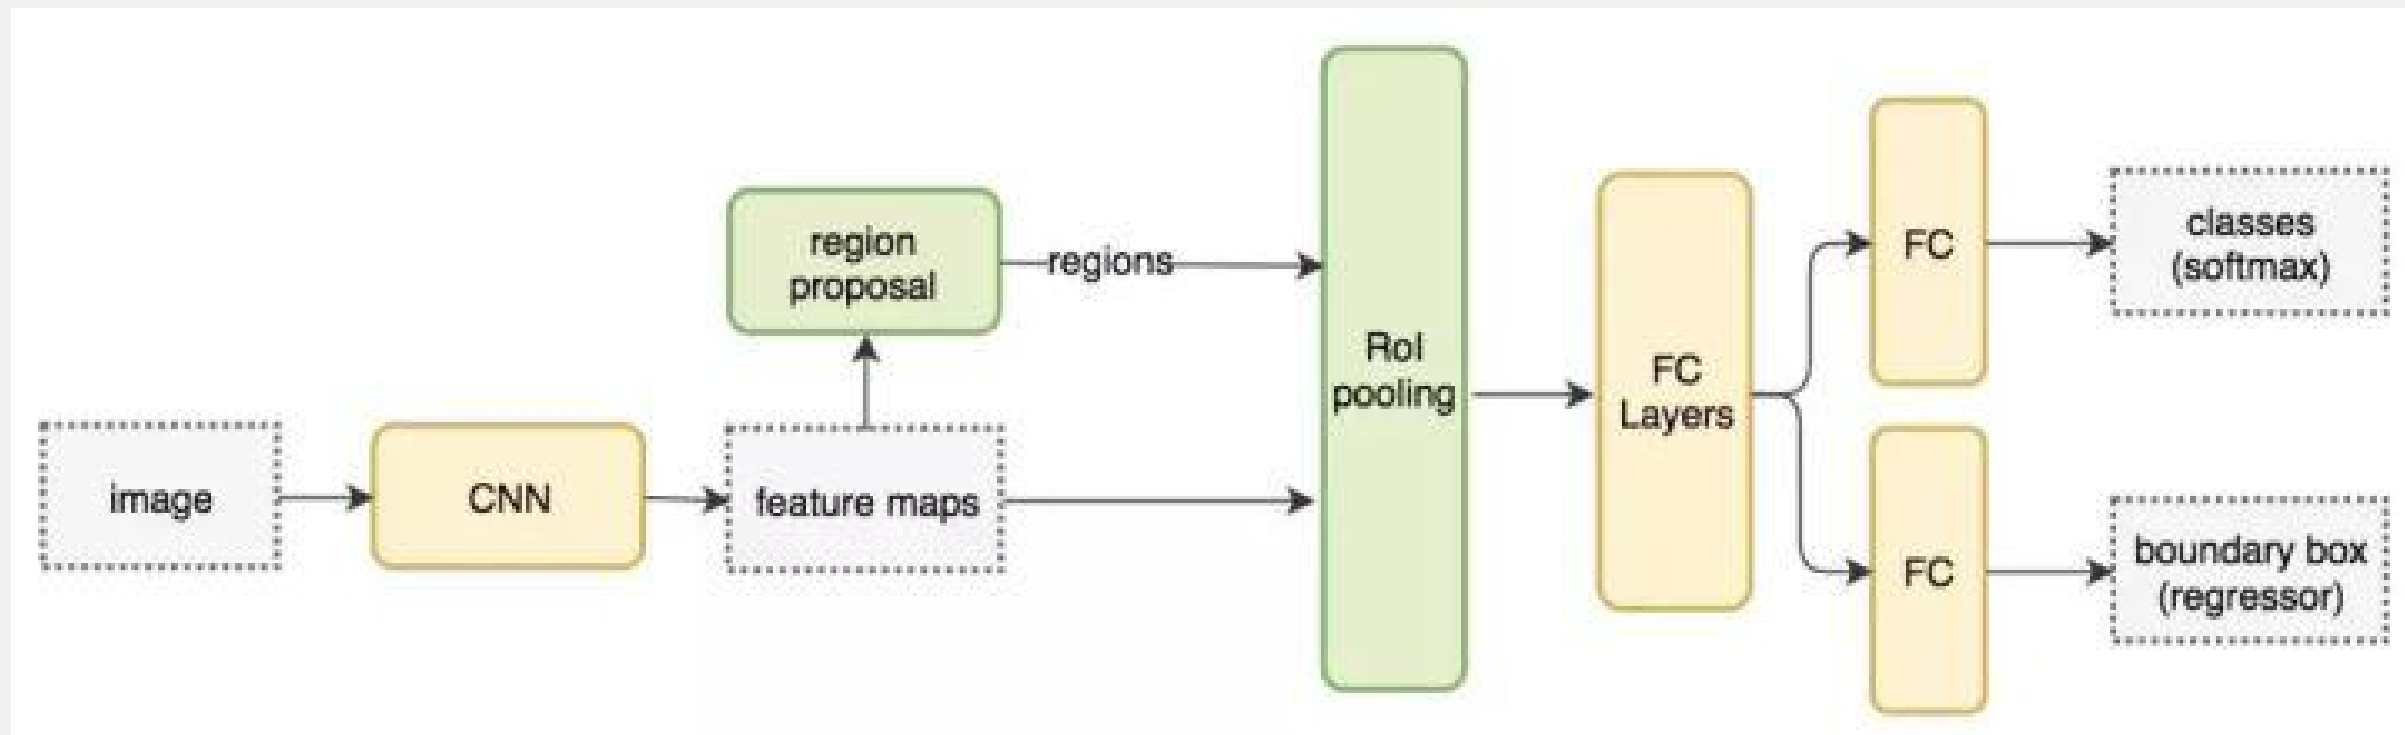 image
CNN
feature maps
region
proposal
regions
RoI
pooling
FC
Layers
FC
classes
(softmax)
FC
boundary box
(regressor)